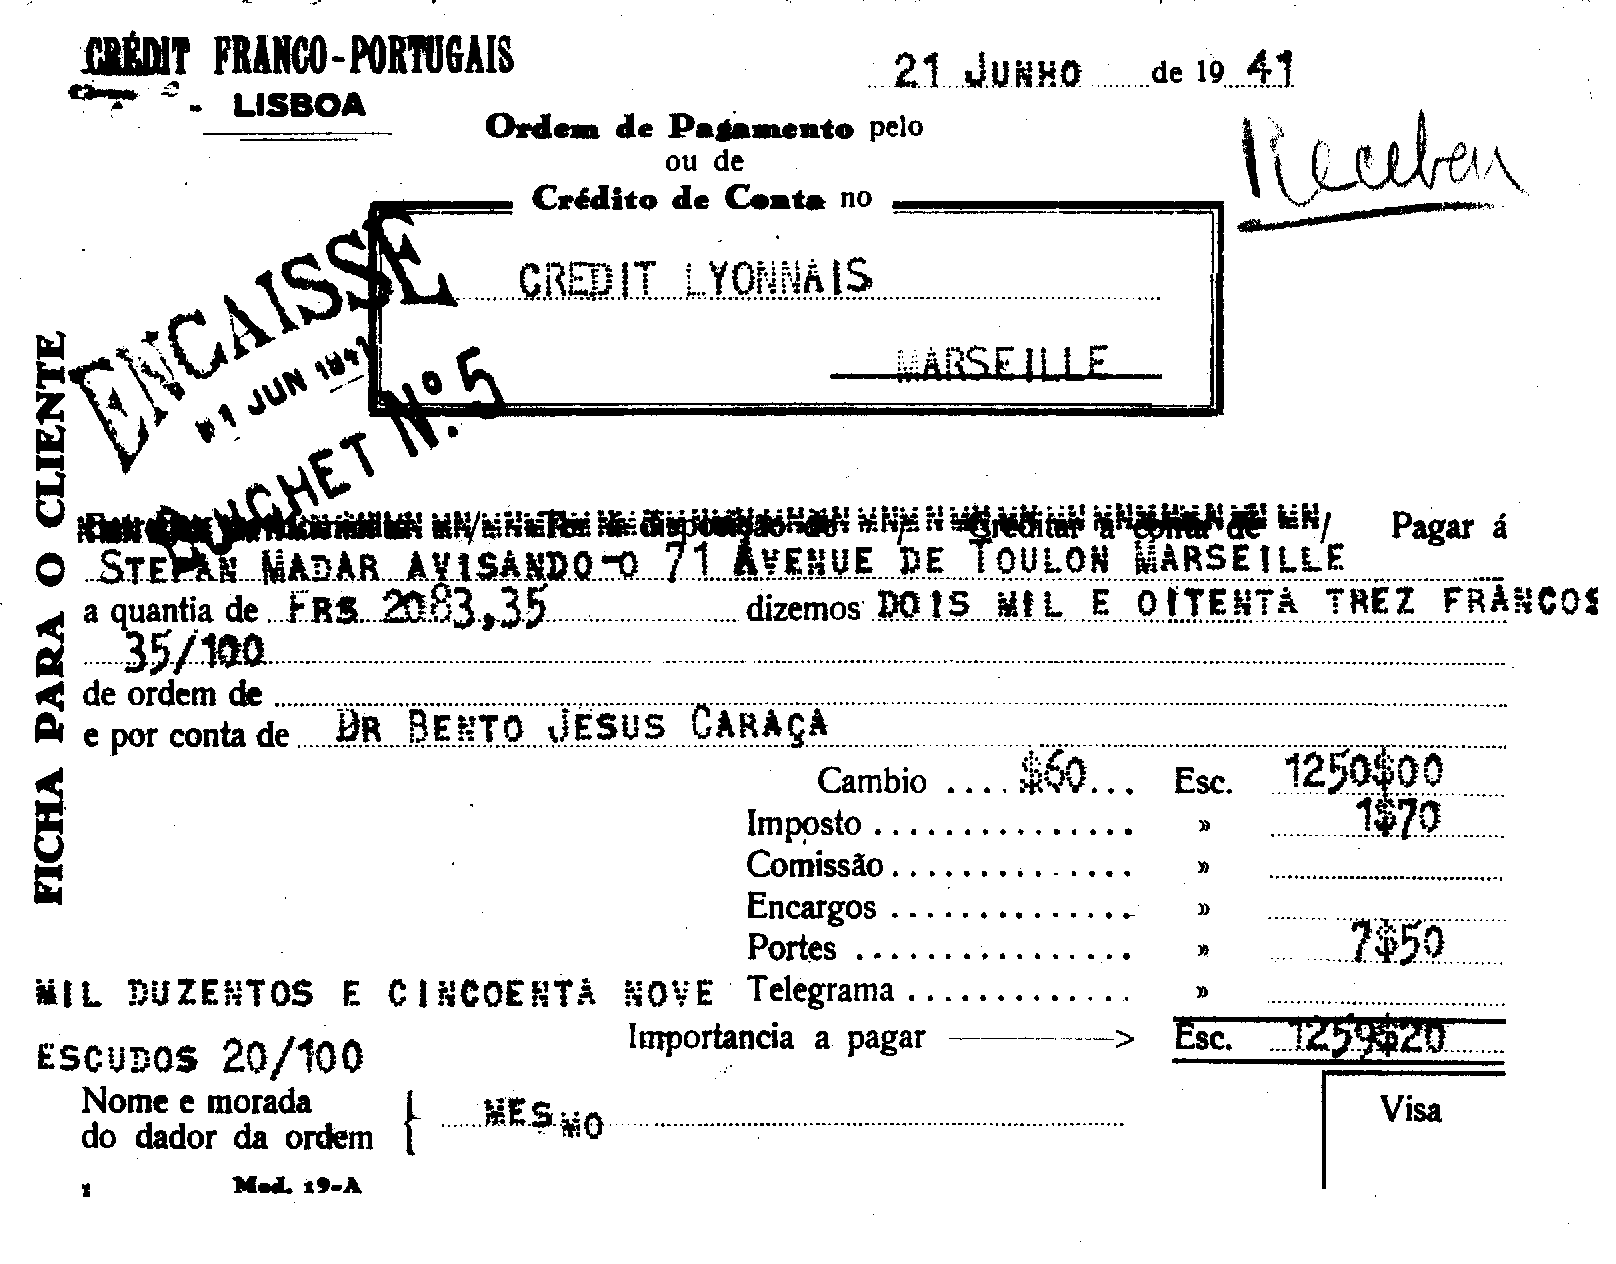 CRÉDIT FRANCO-PORTUGAIS
- LISBOA
21 JUNHO de 19 41
Ordem de Pagamento pelo
ou de
Crédito de Conta no
Receben
CREDIT LYONNAIS
MARSEILLE
ENCAISSE
JUN 1941
GUICHET Nº. 5
FICHA PARA O CLIENTE
Pagar á
STEFAN MADAR AVISANDO-O 71 AVENUE DE TOULON MARSEILLE
a quantia de FRS 2083,35 dizemos DOIS MIL E OITENTA TREZ FRANCOS
35/100
de ordem de
e por conta de DR BENTO JESUS CARAÇA
Cambio .... $60... Esc. 1250$00
Imposto ............... » 1$70
Comissão .............. »
Encargos .............. »
Portes ................ » 7$50
MIL DUZENTOS E CINCOENTA NOVE Telegrama ............. »
Importancia a pagar ———> Esc. 1259$20
ESCUDOS 20/100
Nome e morada
do dador da ordem { MESMO
Visa
1 Mod. 19-A